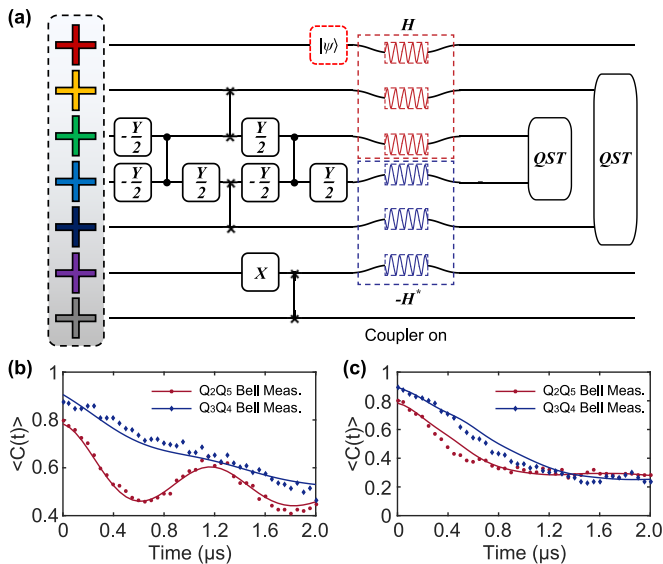 (a)
|ψ⟩
H
-Y/2
Y/2
-Y/2
Y/2
Y/2
-Y/2
Y/2
QST
QST
X
-H*
Coupler on
(b)
Q2Q5 Bell Meas.
Q3Q4 Bell Meas.
<C(t)>
1
0.8
0.6
0.4
0
0.4
0.8
1.2
1.6
2.0
Time (μs)
(c)
Q2Q5 Bell Meas.
Q3Q4 Bell Meas.
<C(t)>
1
0.8
0.6
0.4
0.2
0
0
0.4
0.8
1.2
1.6
2.0
Time (μs)